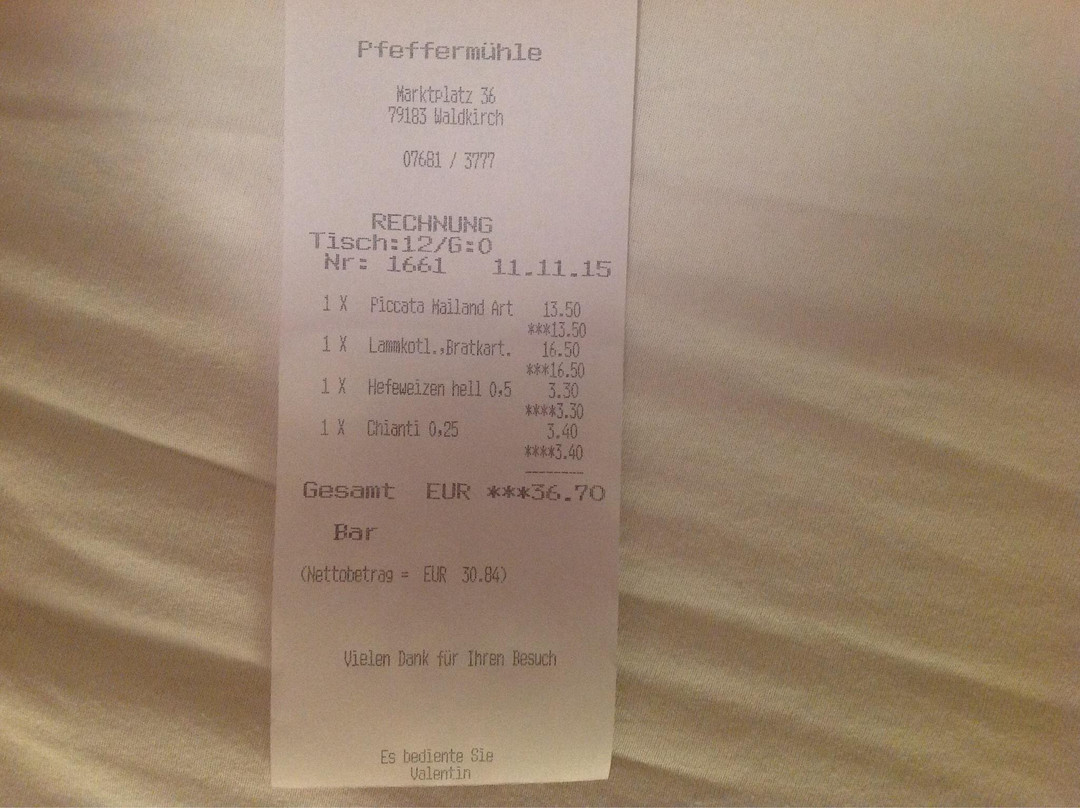 Pfeffermühle
Marktplatz 36
79183 Waldkirch
07681 / 3777
RECHNUNG
Tisch:12/G:0
Nr: 1661 11.11.15
1 X Piccata Mailand Art 13.50
***13.50
1 X Lammkotl.,Bratkart. 16.50
***16.50
1 X Hefeweizen hell 0,5 3.30
****3.30
1 X Chianti 0,25 3.40
****3.40
--------
Gesamt EUR ***36.70
Bar
(Nettobetrag = EUR 30.84)
Vielen Dank für Ihren Besuch
Es bediente Sie
Valentin